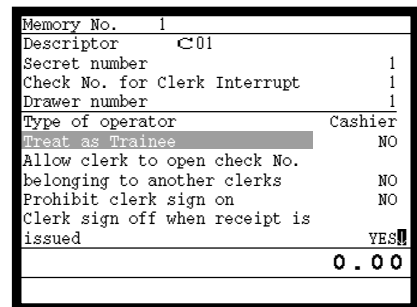 Memory No. 1
Descriptor C01
Secret number 1
Check No. for Clerk Interrupt 1
Drawer number 1
Type of operator Cashier
Treat as Trainee NO
Allow clerk to open check No.
belonging to another clerks NO
Prohibit clerk sign on NO
Clerk sign off when receipt is
issued YES↓
0.00